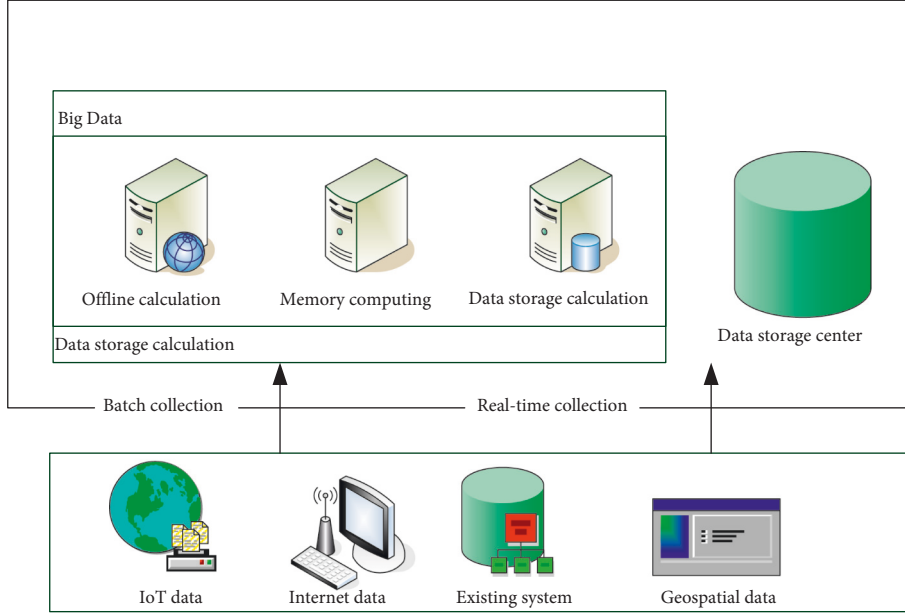 Big Data
Offline calculation
Memory computing
Data storage calculation
Data storage calculation
Data storage center
Batch collection
Real-time collection
IoT data
Internet data
Existing system
Geospatial data